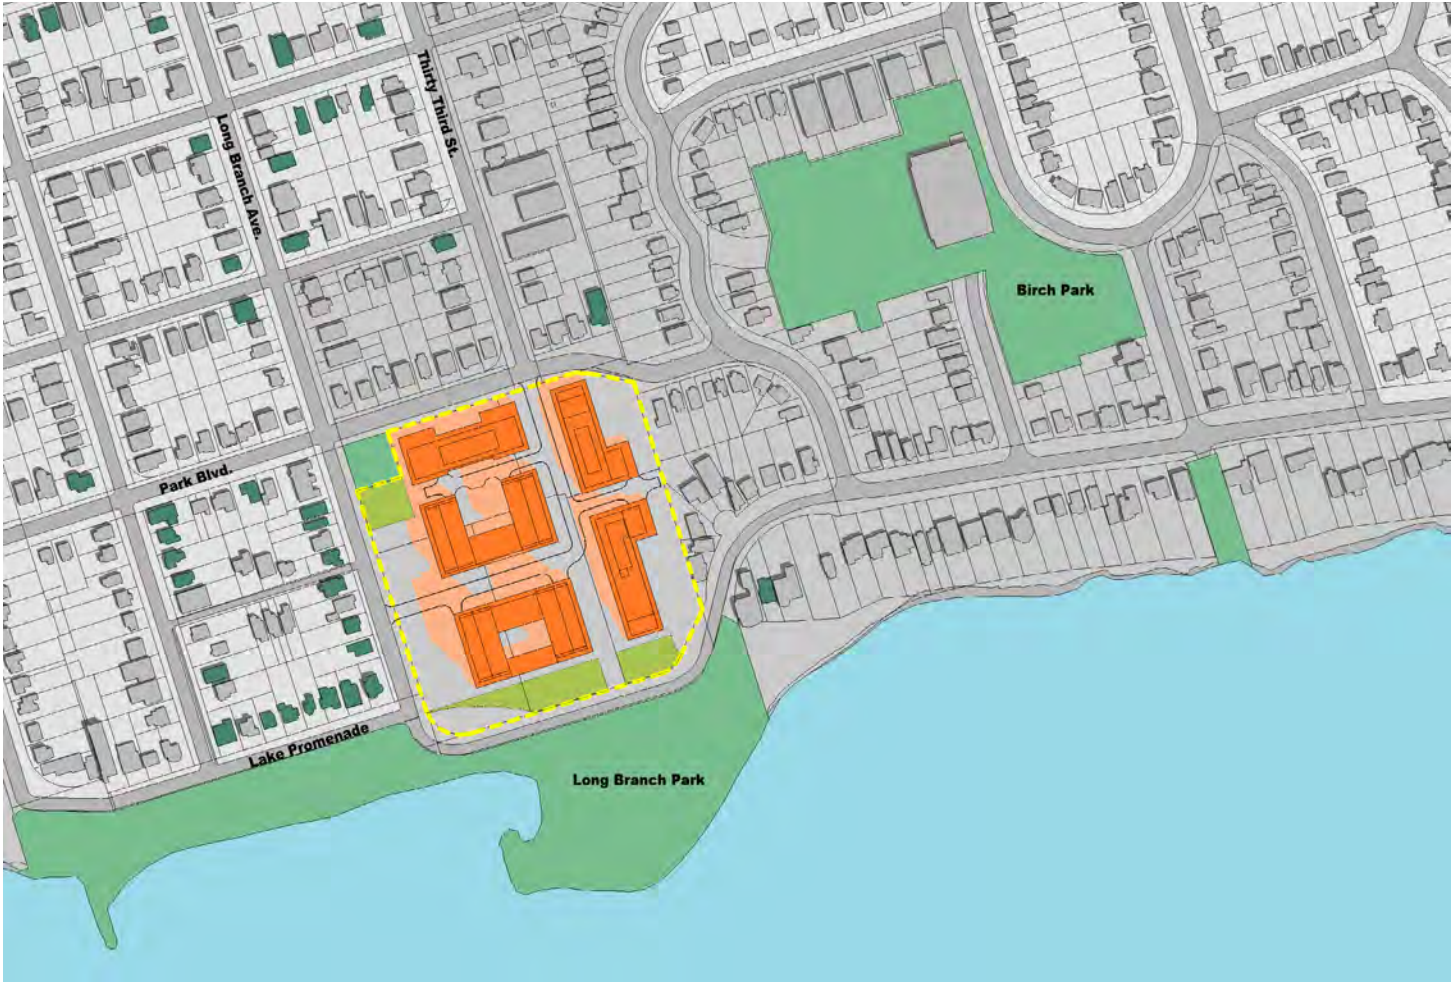 Thirty Third St.
Long Branch Ave.
Birch Park
Park Blvd.
Lake Promenade
Long Branch Park